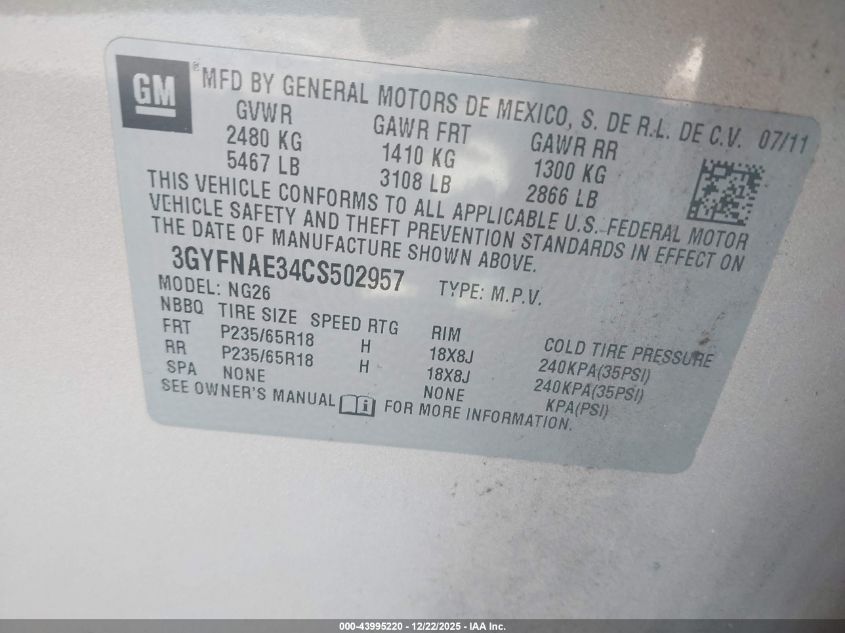 GM ® MFD BY GENERAL MOTORS DE MEXICO, S. DE R.L. DE C.V. 07/11
GVWR GAWR FRT GAWR RR
2480 KG 1410 KG 1300 KG
5467 LB 3108 LB 2866 LB
THIS VEHICLE CONFORMS TO ALL APPLICABLE U.S. FEDERAL MOTOR
VEHICLE SAFETY AND THEFT PREVENTION STANDARDS IN EFFECT ON
THE DATE OF MANUFACTURE SHOWN ABOVE.
3GYFNAE34CS502957 TYPE: M.P.V.
MODEL: NG26
NBBQ TIRE SIZE SPEED RTG RIM COLD TIRE PRESSURE
FRT P235/65R18 H 18X8J 240KPA(35PSI)
RR P235/65R18 H 18X8J 240KPA(35PSI)
SPA NONE NONE KPA(PSI)
SEE OWNER'S MANUAL i FOR MORE INFORMATION.
000-43995220 - 12/22/2025 - IAA Inc.